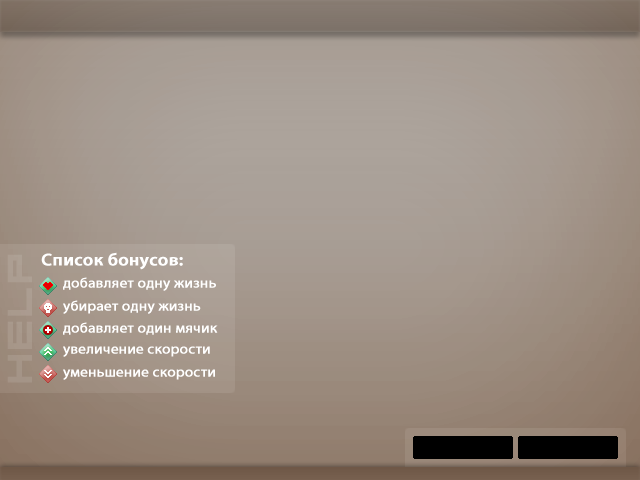 HELP
Список бонусов:
добавляет одну жизнь
убирает одну жизнь
добавляет один мячик
увеличение скорости
уменьшение скорости